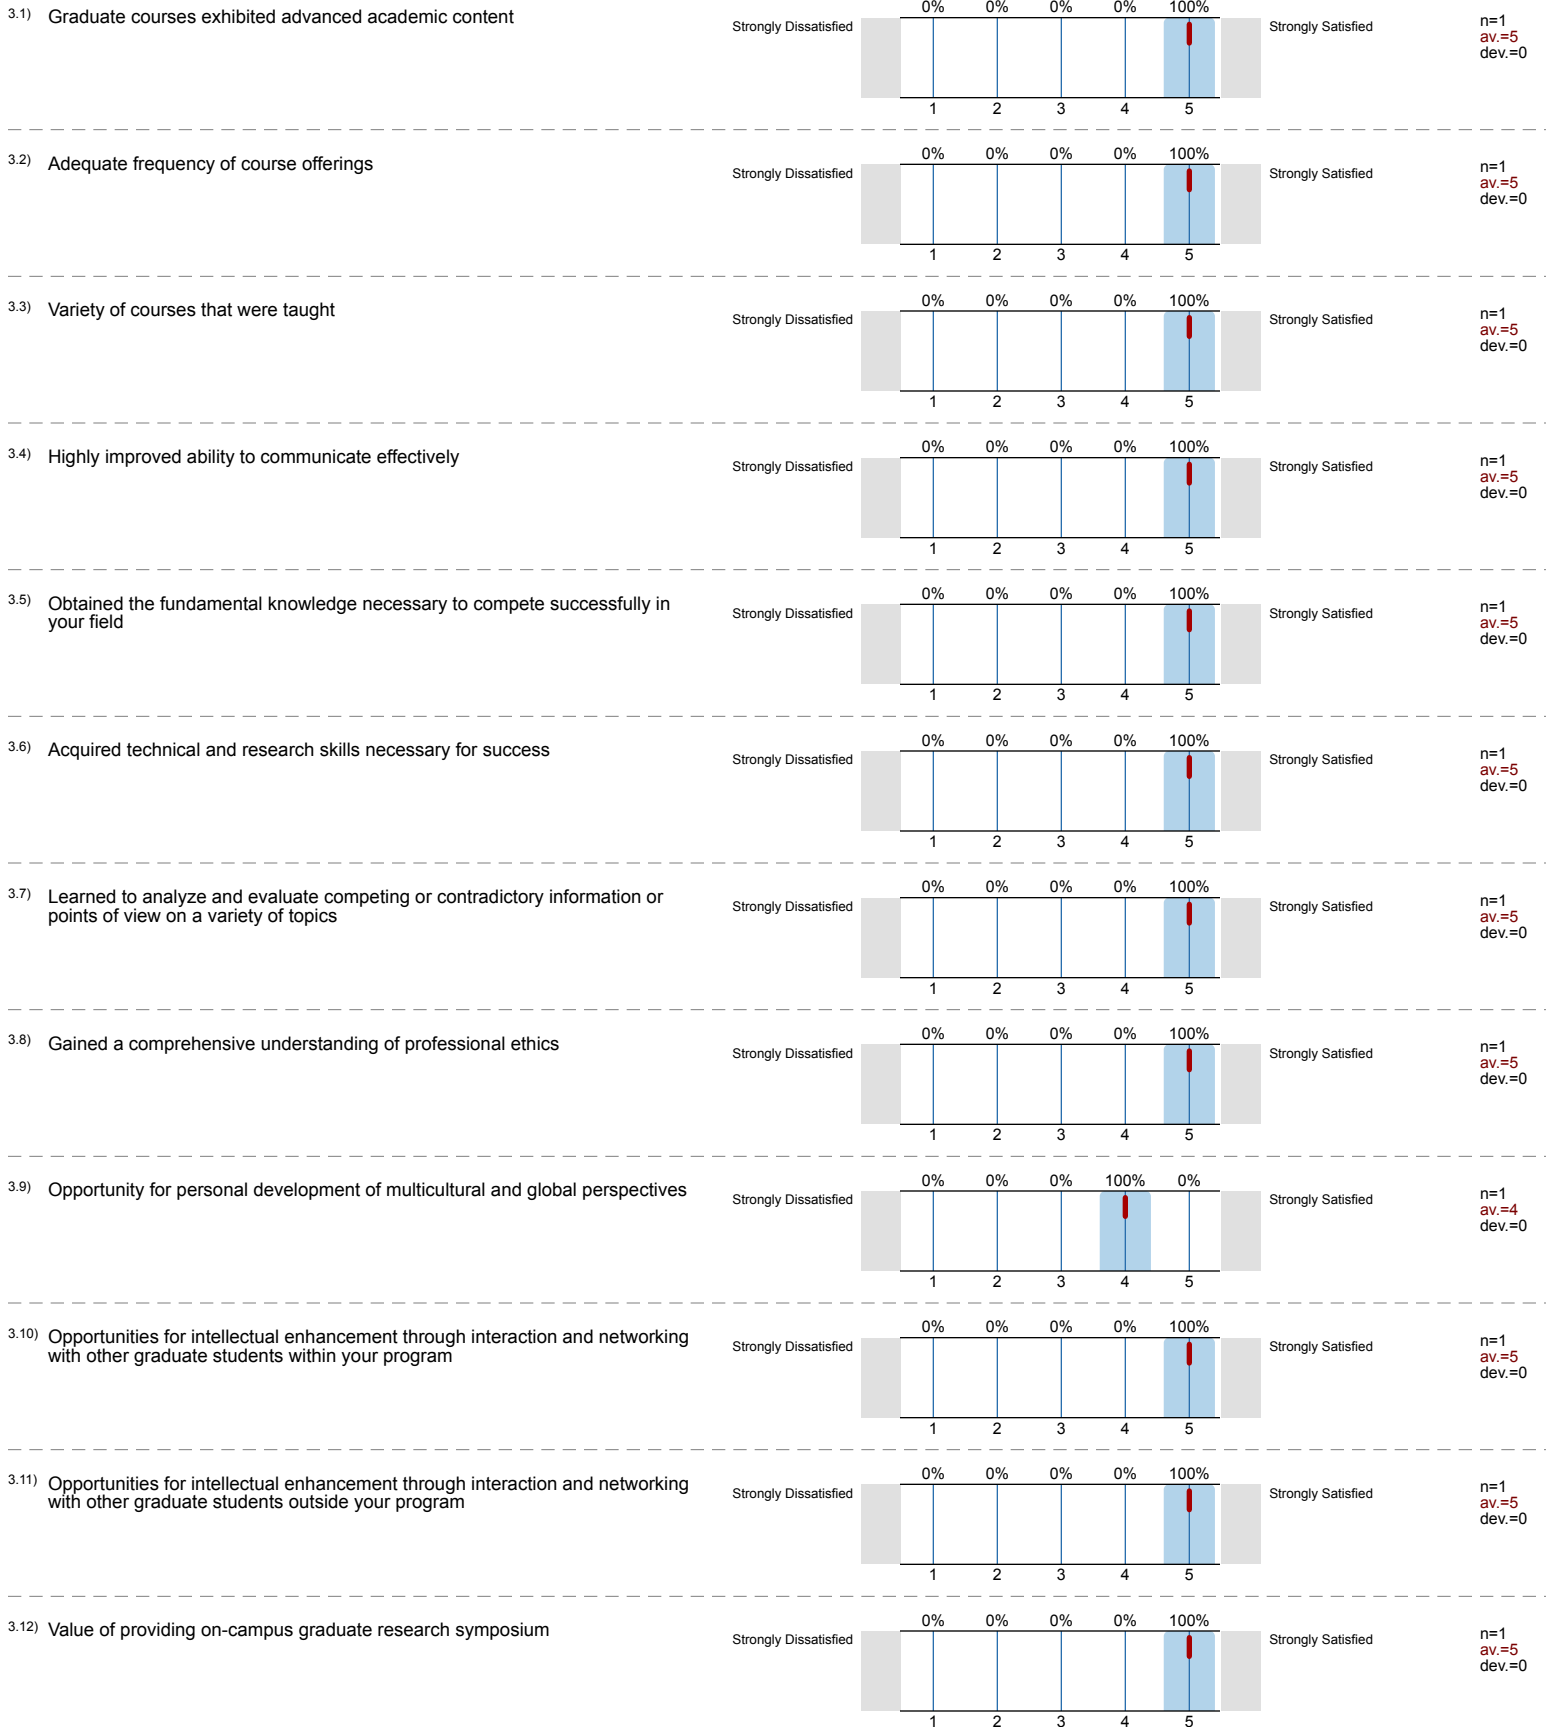 3.1) Graduate courses exhibited advanced academic content
0% 0% 0% 0% 100%
Strongly Dissatisfied Strongly Satisfied
n=1
av.=5
dev.=0
1 2 3 4 5
3.2) Adequate frequency of course offerings
0% 0% 0% 0% 100%
Strongly Dissatisfied Strongly Satisfied
n=1
av.=5
dev.=0
1 2 3 4 5
3.3) Variety of courses that were taught
0% 0% 0% 0% 100%
Strongly Dissatisfied Strongly Satisfied
n=1
av.=5
dev.=0
1 2 3 4 5
3.4) Highly improved ability to communicate effectively
0% 0% 0% 0% 100%
Strongly Dissatisfied Strongly Satisfied
n=1
av.=5
dev.=0
1 2 3 4 5
3.5) Obtained the fundamental knowledge necessary to compete successfully in
your field
0% 0% 0% 0% 100%
Strongly Dissatisfied Strongly Satisfied
n=1
av.=5
dev.=0
1 2 3 4 5
3.6) Acquired technical and research skills necessary for success
0% 0% 0% 0% 100%
Strongly Dissatisfied Strongly Satisfied
n=1
av.=5
dev.=0
1 2 3 4 5
3.7) Learned to analyze and evaluate competing or contradictory information or
points of view on a variety of topics
0% 0% 0% 0% 100%
Strongly Dissatisfied Strongly Satisfied
n=1
av.=5
dev.=0
1 2 3 4 5
3.8) Gained a comprehensive understanding of professional ethics
0% 0% 0% 0% 100%
Strongly Dissatisfied Strongly Satisfied
n=1
av.=5
dev.=0
1 2 3 4 5
3.9) Opportunity for personal development of multicultural and global perspectives
0% 0% 0% 100% 0%
Strongly Dissatisfied Strongly Satisfied
n=1
av.=4
dev.=0
1 2 3 4 5
3.10) Opportunities for intellectual enhancement through interaction and networking
with other graduate students within your program
0% 0% 0% 0% 100%
Strongly Dissatisfied Strongly Satisfied
n=1
av.=5
dev.=0
1 2 3 4 5
3.11) Opportunities for intellectual enhancement through interaction and networking
with other graduate students outside your program
0% 0% 0% 0% 100%
Strongly Dissatisfied Strongly Satisfied
n=1
av.=5
dev.=0
1 2 3 4 5
3.12) Value of providing on-campus graduate research symposium
0% 0% 0% 0% 100%
Strongly Dissatisfied Strongly Satisfied
n=1
av.=5
dev.=0
1 2 3 4 5